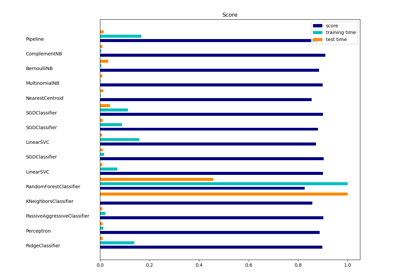 Score
score
training time
test time
Pipeline
ComplementNB
BernoulliNB
MultinomialNB
NearestCentroid
SGDClassifier
SGDClassifier
LinearSVC
SGDClassifier
LinearSVC
RandomForestClassifier
KNeighborsClassifier
PassiveAggressiveClassifier
Perceptron
RidgeClassifier
0.0 0.2 0.4 0.6 0.8 1.0